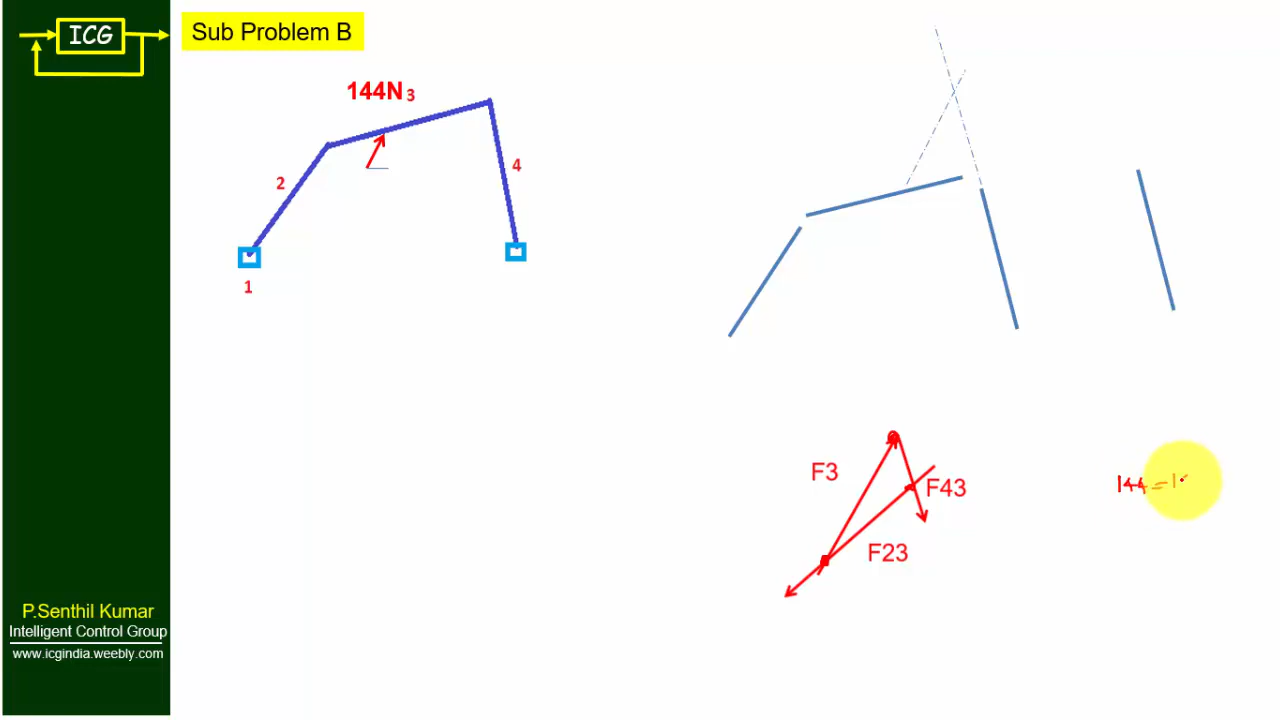 ICG
Sub Problem B
144N 3
2
4
1
F3
F43
F23
144 = 1
P.Senthil Kumar
Intelligent Control Group
www.icgindia.weebly.com